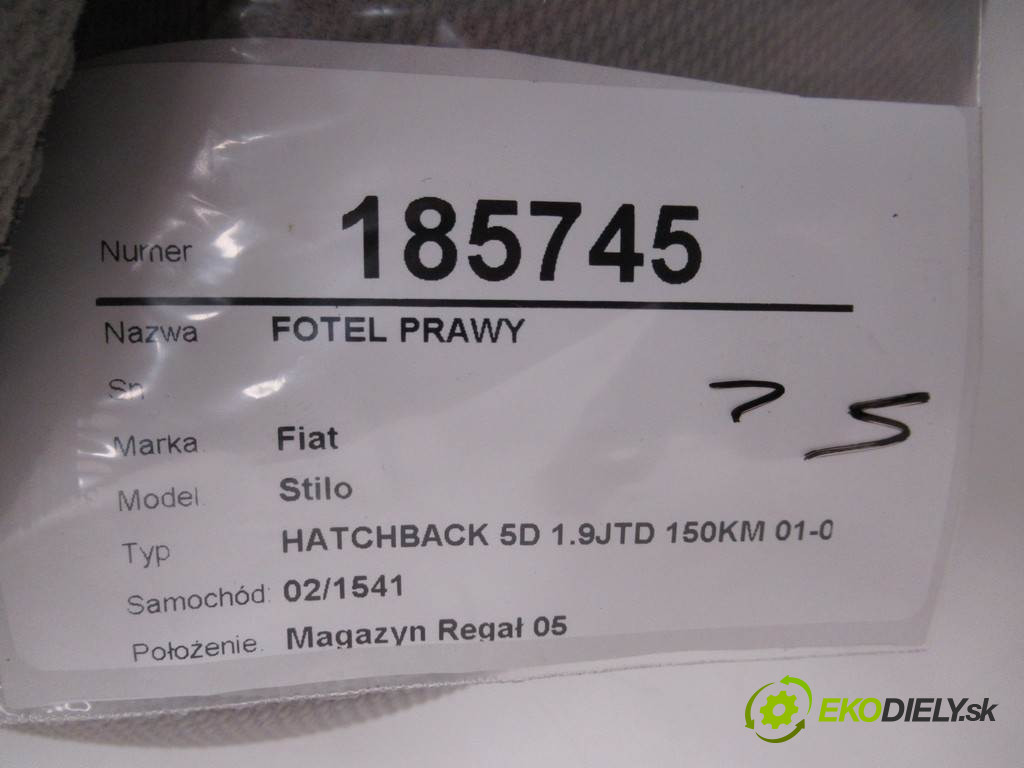 Numer 185745
Nazwa FOTEL PRAWY
Sn
Marka Fiat
Model Stilo
Typ HATCHBACK 5D 1.9JTD 150KM 01-0
Samochód: 02/1541
Położenie. Magazyn Regał 05
EKODIELY.sk